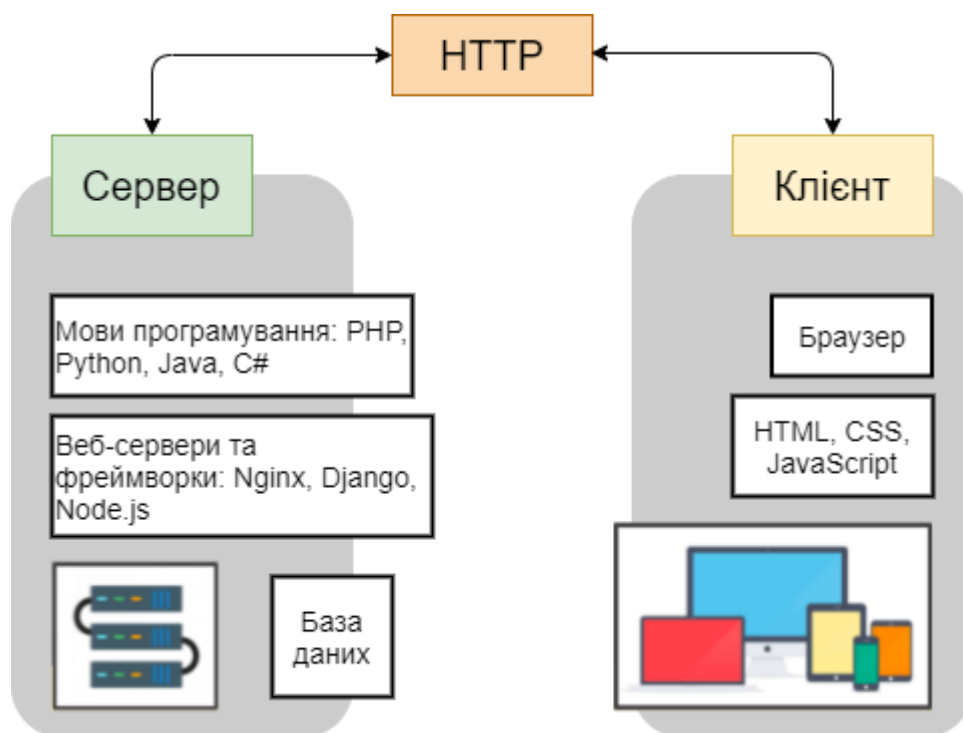 HTTP
Сервер
Клієнт
Мови програмування: PHP,
Python, Java, C#
Веб-сервери та
фреймворки: Nginx, Django,
Node.js
База
даних
Браузер
HTML, CSS,
JavaScript